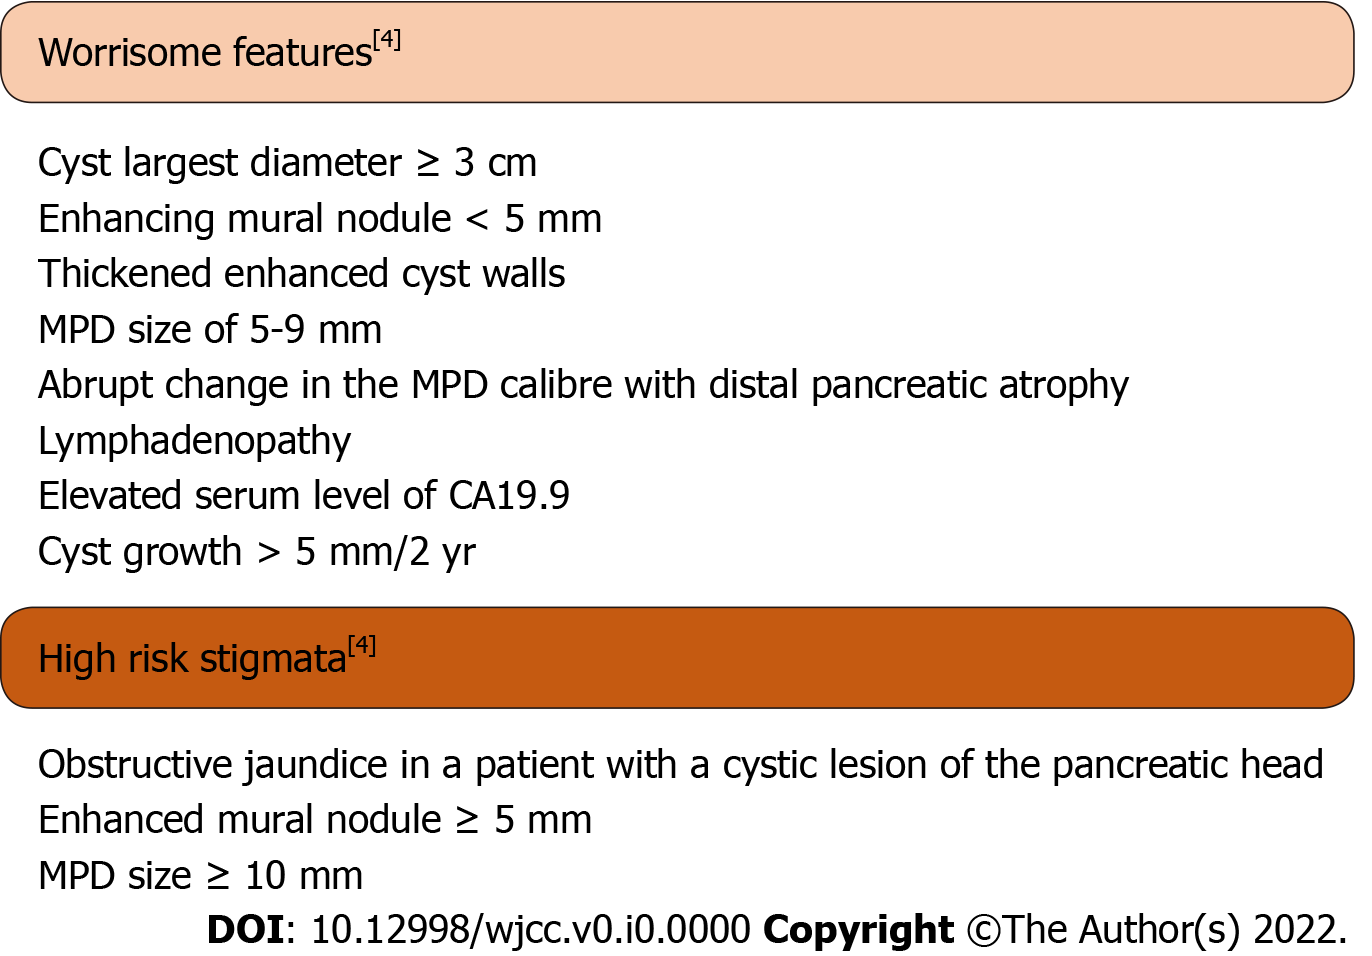 Worrisome features[4]
Cyst largest diameter ≥ 3 cm
Enhancing mural nodule < 5 mm
Thickened enhanced cyst walls
MPD size of 5-9 mm
Abrupt change in the MPD calibre with distal pancreatic atrophy
Lymphadenopathy
Elevated serum level of CA19.9
Cyst growth > 5 mm/2 yr
High risk stigmata[4]
Obstructive jaundice in a patient with a cystic lesion of the pancreatic head
Enhanced mural nodule ≥ 5 mm
MPD size ≥ 10 mm
DOI: 10.12998/wjcc.v0.i0.0000 Copyright ©The Author(s) 2022.